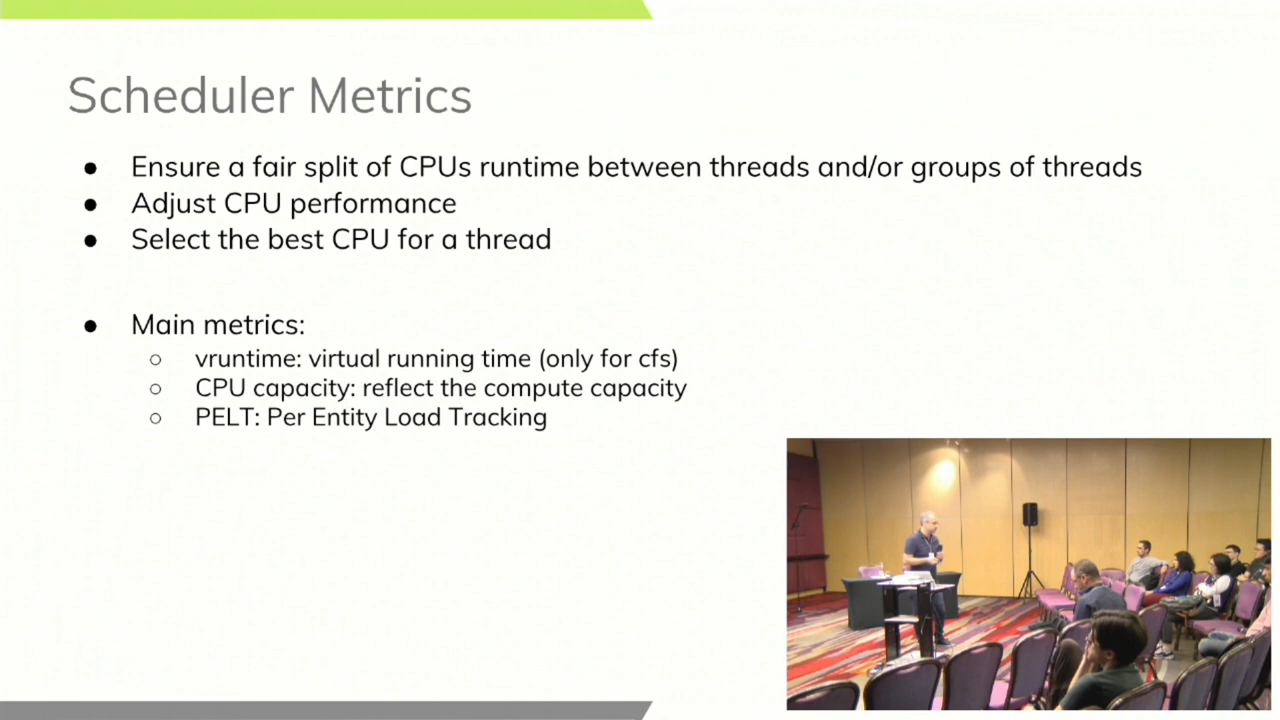 Scheduler Metrics
● Ensure a fair split of CPUs runtime between threads and/or groups of threads
● Adjust CPU performance
● Select the best CPU for a thread
● Main metrics:
○ vruntime: virtual running time (only for cfs)
○ CPU capacity: reflect the compute capacity
○ PELT: Per Entity Load Tracking